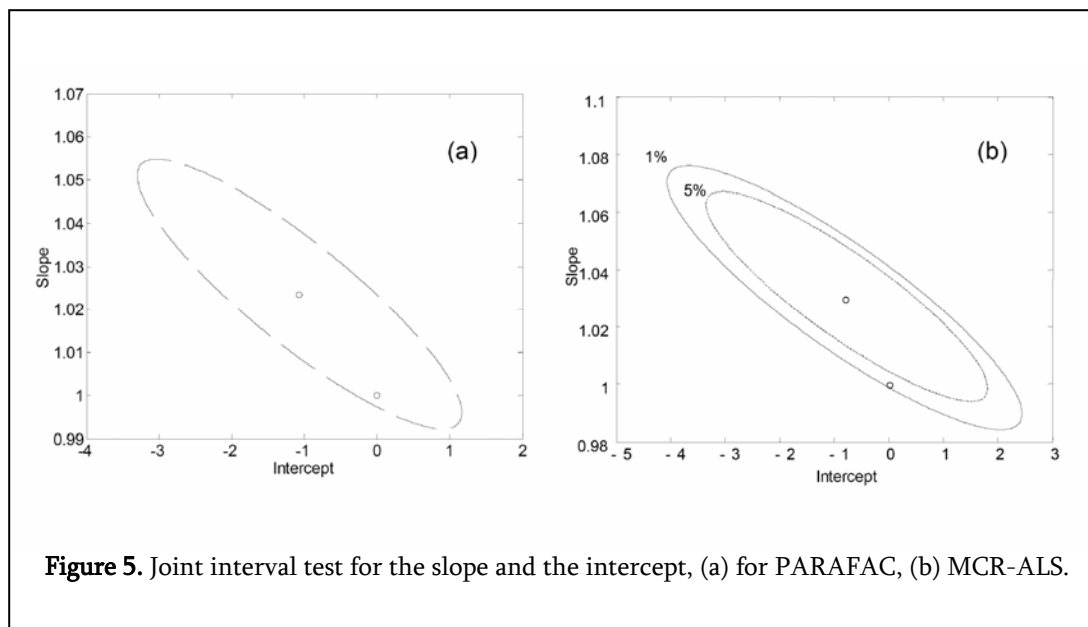 (a)
1.07
1.06
1.05
1.04
1.03
1.02
1.01
1
0.99
Slope
-4 -3 -2 -1 0 1 2
Intercept
(b)
1%
5%
1.1
1.08
1.06
1.04
1.02
1
0.98
Slope
- 5 - 4 - 3 - 2 - 1 0 1 2 3
Intercept
Figure 5. Joint interval test for the slope and the intercept, (a) for PARAFAC, (b) MCR-ALS.